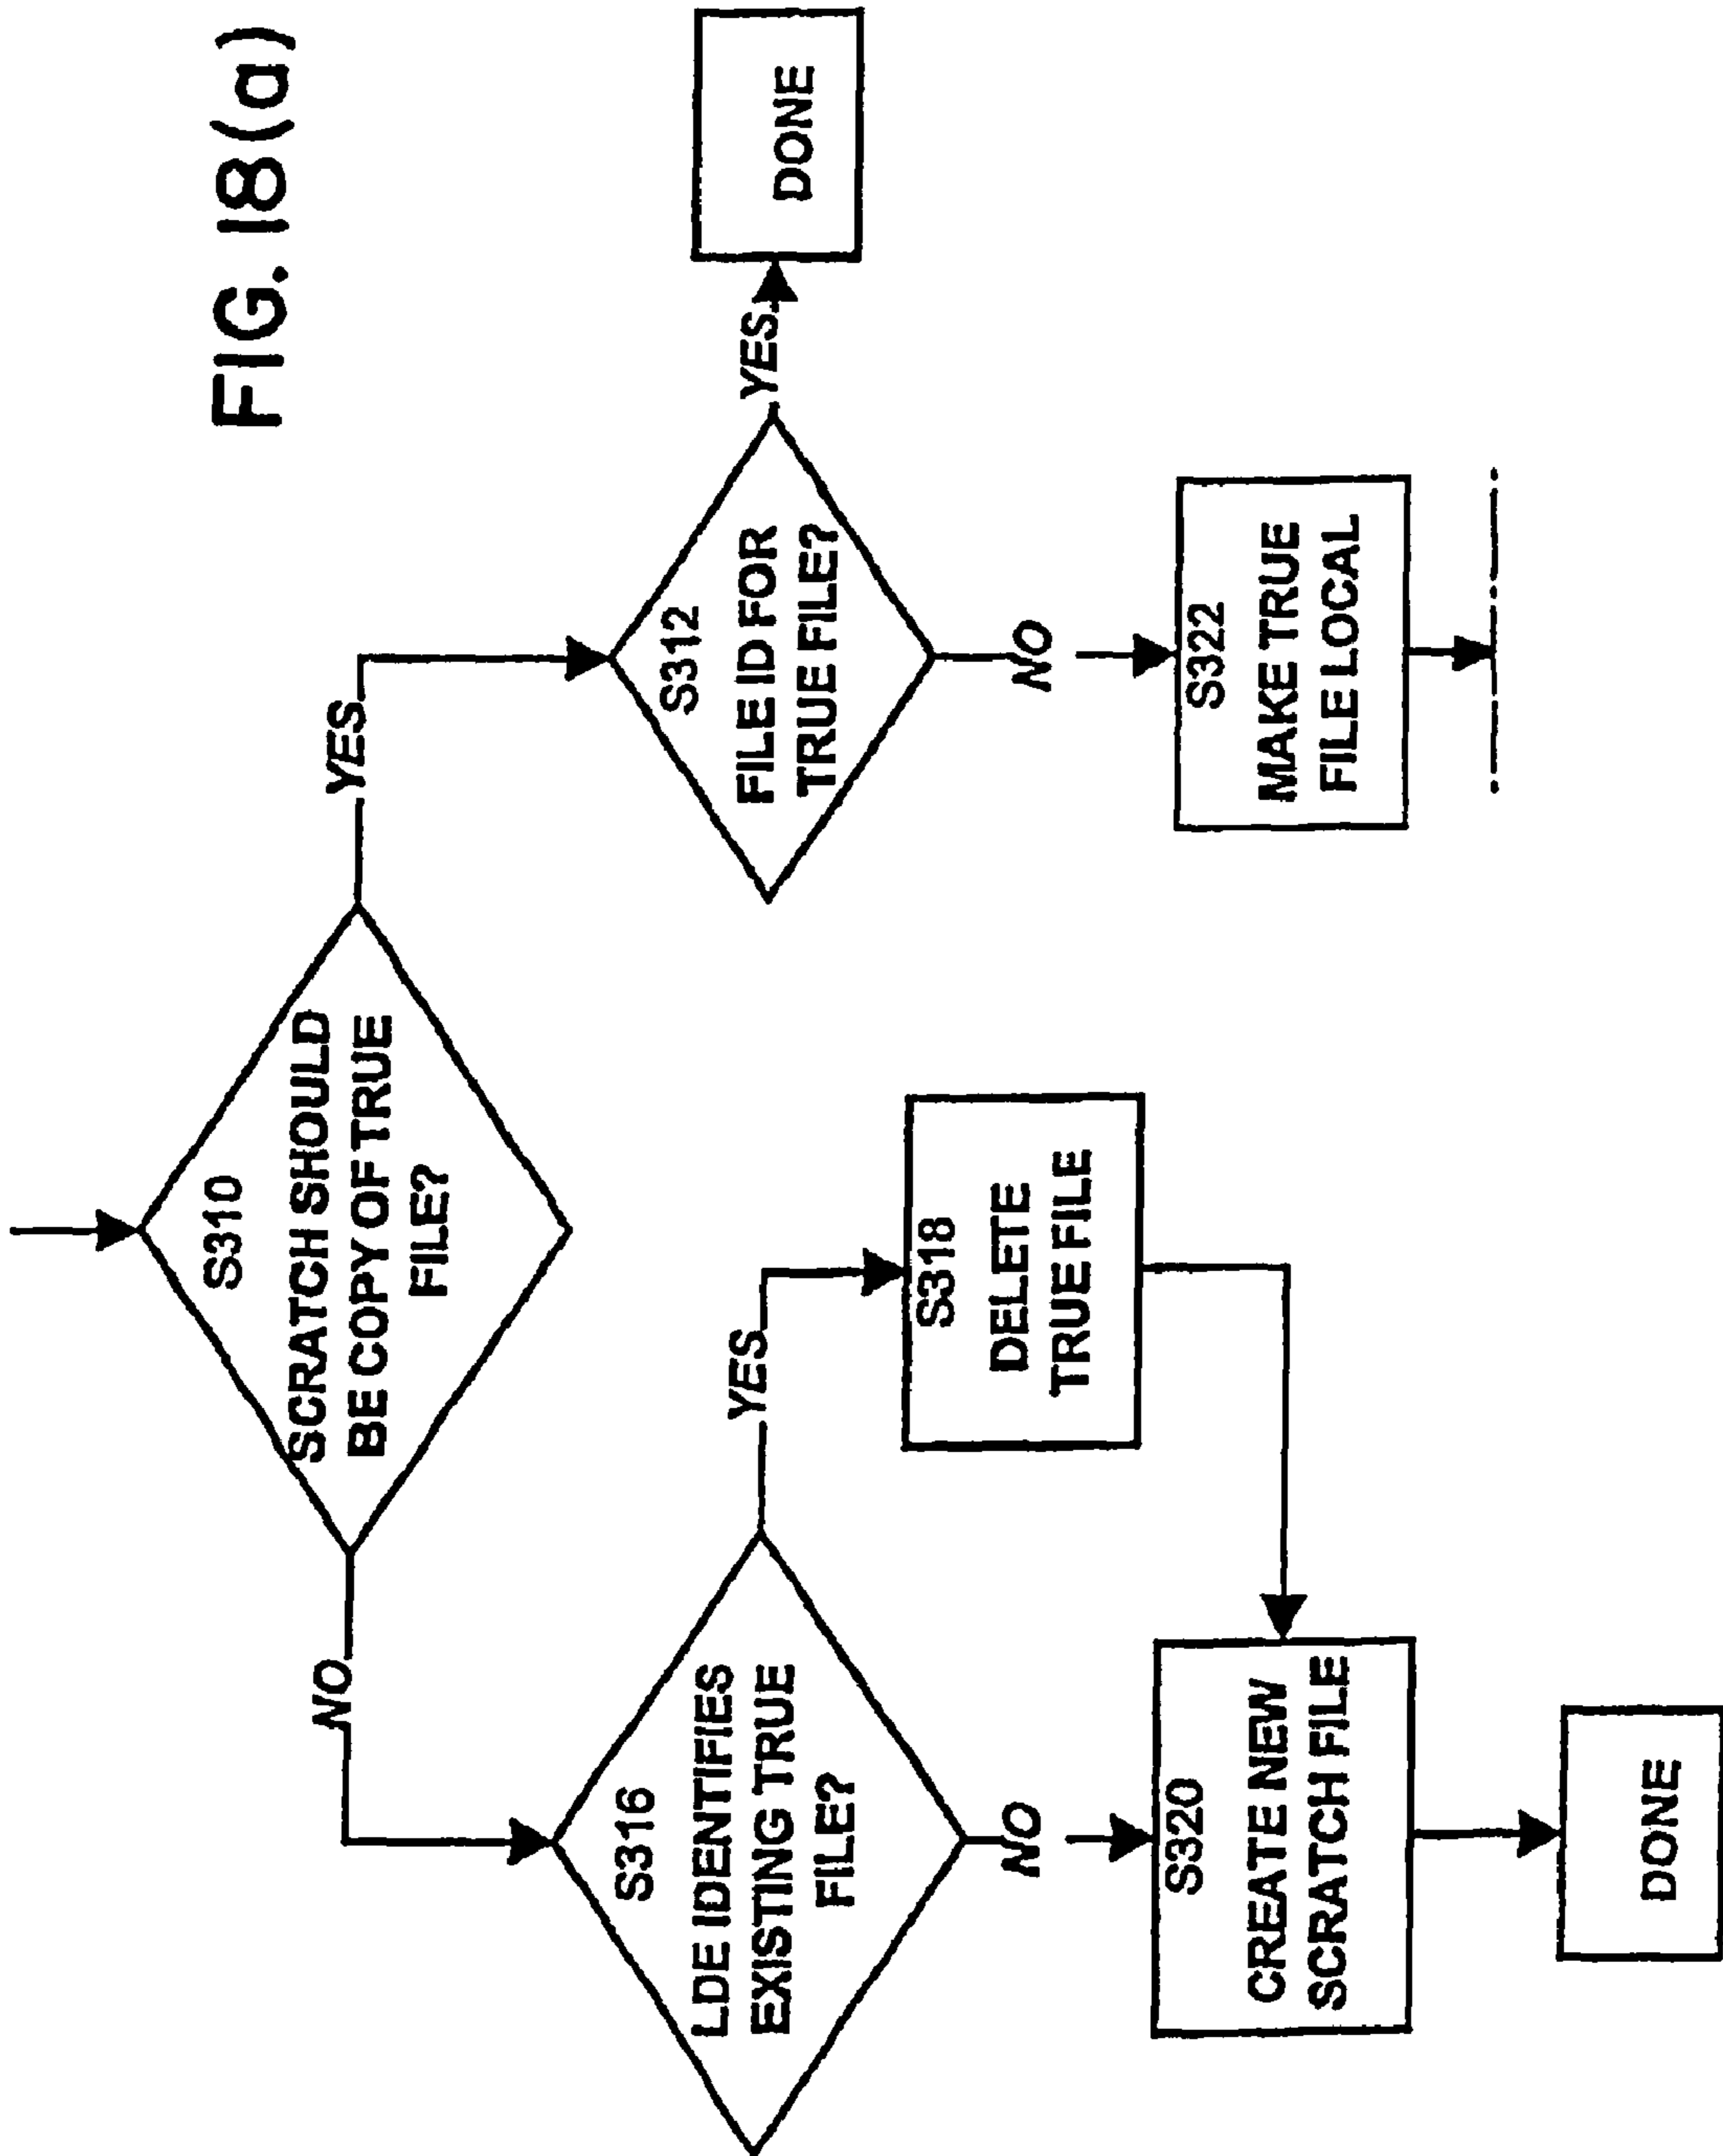 FIG. 18(a)
S310
SCRATCH SHOULD
BE COPY OF TRUE
FILE?
NO
YES
S316
LDE IDENTIFIES
EXISTING TRUE
FILE?
YES
NO
S318
DELETE
TRUE FILE
S320
CREATE NEW
SCRATCH FILE
DONE
S312
FILE ID FOR
TRUE FILE?
YES
DONE
NO
S322
MAKE TRUE
FILE LOCAL